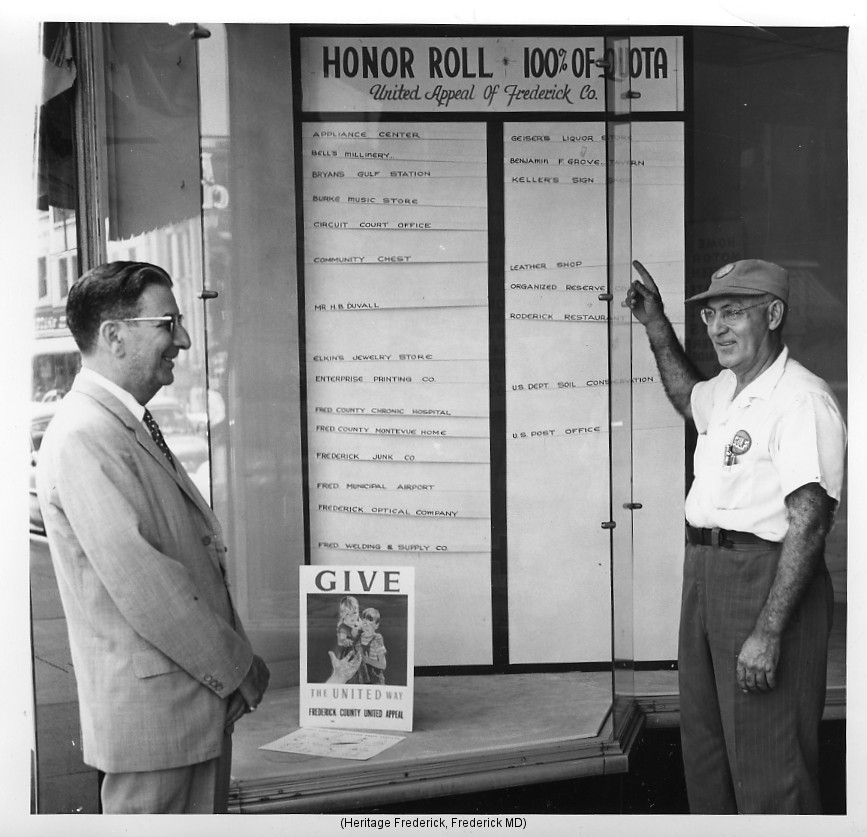 HONOR ROLL 100% OF QUOTA
United Appeal Of Frederick Co.
APPLIANCE CENTER
BELL'S MILLINERY
BRYANS GULF STATION
BURKE MUSIC STORE
CIRCUIT COURT OFFICE
COMMUNITY CHEST
MR H.B. DUVALL
ELKIN'S JEWELRY STORE
ENTERPRISE PRINTING CO.
FRED COUNTY CHRONIC HOSPITAL
FRED COUNTY MONTEVUE HOME
FREDERICK JUNK CO
FRED MUNICIPAL AIRPORT
FREDERICK OPTICAL COMPANY
FRED WELDING & SUPPLY CO.
GEISER'S LIQUOR STORE
BENJAMIN F GROVE TAVERN
KELLER'S SIGN SHOP
LEATHER SHOP
ORGANIZED RESERVE
RODERICK RESTAURANT
U.S. DEPT SOIL CONSERVATION
U.S. POST OFFICE
GIVE
THE UNITED WAY
FREDERICK COUNTY UNITED APPEAL
GULF
(Heritage Frederick, Frederick MD)